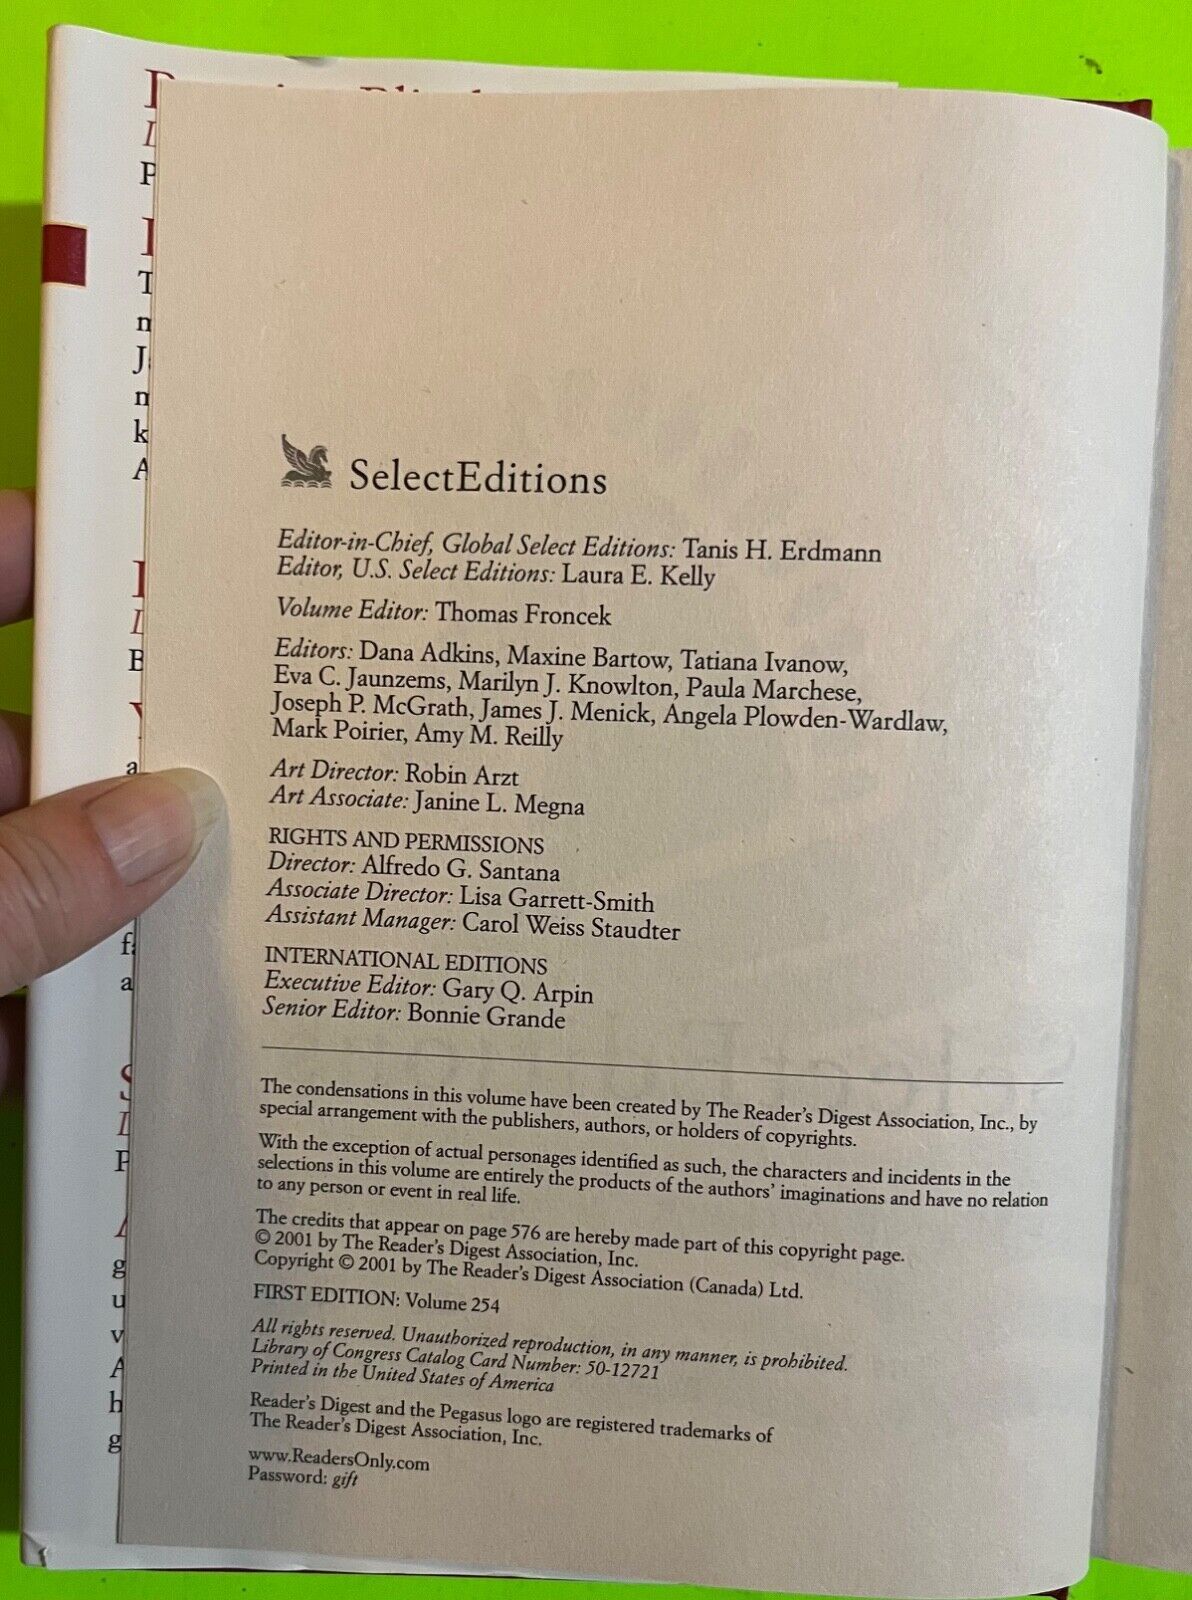 SelectEditions
Editor-in-Chief, Global Select Editions: Tanis H. Erdmann
Editor, U.S. Select Editions: Laura E. Kelly
Volume Editor: Thomas Froncek
Editors: Dana Adkins, Maxine Bartow, Tatiana Ivanow,
Eva C. Jaunzems, Marilyn J. Knowlton, Paula Marchese,
Joseph P. McGrath, James J. Menick, Angela Plowden-Wardlaw,
Mark Poirier, Amy M. Reilly
Art Director: Robin Arzt
Art Associate: Janine L. Megna
RIGHTS AND PERMISSIONS
Director: Alfredo G. Santana
Associate Director: Lisa Garrett-Smith
Assistant Manager: Carol Weiss Staudter
INTERNATIONAL EDITIONS
Executive Editor: Gary Q. Arpin
Senior Editor: Bonnie Grande
The condensations in this volume have been created by The Reader's Digest Association, Inc., by
special arrangement with the publishers, authors, or holders of copyrights.
With the exception of actual personages identified as such, the characters and incidents in the
selections in this volume are entirely the products of the authors' imaginations and have no relation
to any person or event in real life.
The credits that appear on page 576 are hereby made part of this copyright page.
© 2001 by The Reader's Digest Association, Inc.
Copyright © 2001 by The Reader's Digest Association (Canada) Ltd.
FIRST EDITION: Volume 254
All rights reserved. Unauthorized reproduction, in any manner, is prohibited.
Library of Congress Catalog Card Number: 50-12721
Printed in the United States of America
Reader's Digest and the Pegasus logo are registered trademarks of
The Reader's Digest Association, Inc.
www.ReadersOnly.com
Password: gift